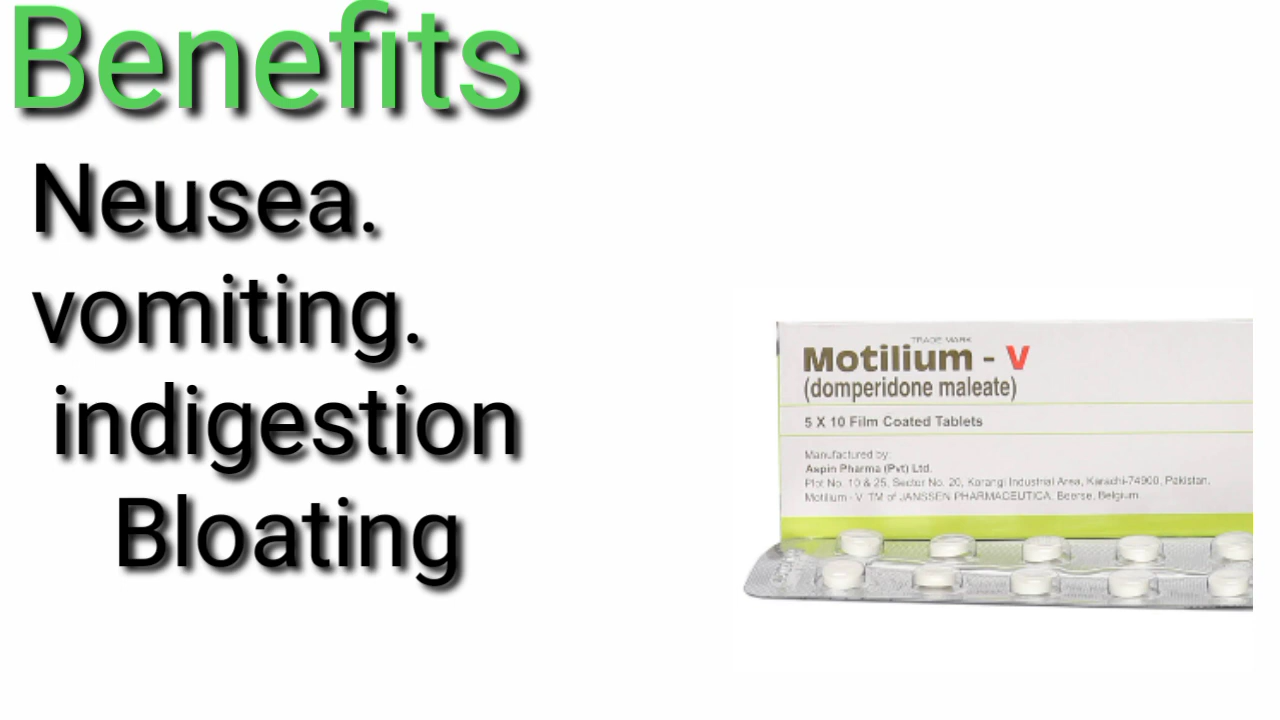 Benefits
Neusea.
vomiting.
indigestion
Bloating
TRADE MARK
Motilium - V
(domperidone maleate)
5 X 10 Film Coated Tablets
Manufactured by:
Aspin Pharma (Pvt) Ltd.
Plot No. 10 & 25, Sector No. 20, Korangi Industrial Area, Karachi-74900, Pakistan.
Motilium - V: TM of JANSSEN PHARMACEUTICA, Beerse, Belgium.